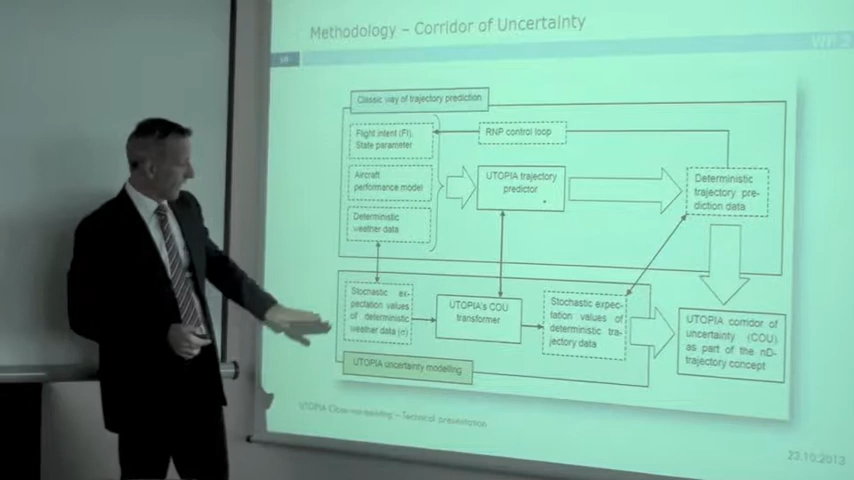 Methodology – Corridor of Uncertainty
WP 3
Classic way of trajectory prediction
Flight intent (FI),
State parameter
RNP control loop
Aircraft
performance model
UTOPIA trajectory
predictor
Deterministic
trajectory pre-
diction data
Deterministic
weather data
Stochastic ex-
pectation values
of deterministic
weather data (σ)
UTOPIA's COU
transformer
Stochastic expec-
tation values of
deterministic tra-
jectory data
UTOPIA corridor of
uncertainty (COU)
as part of the nD-
trajectory concept
UTOPIA uncertainty modelling
UTOPIA Close-out meeting – Technical presentation
23.10.2013